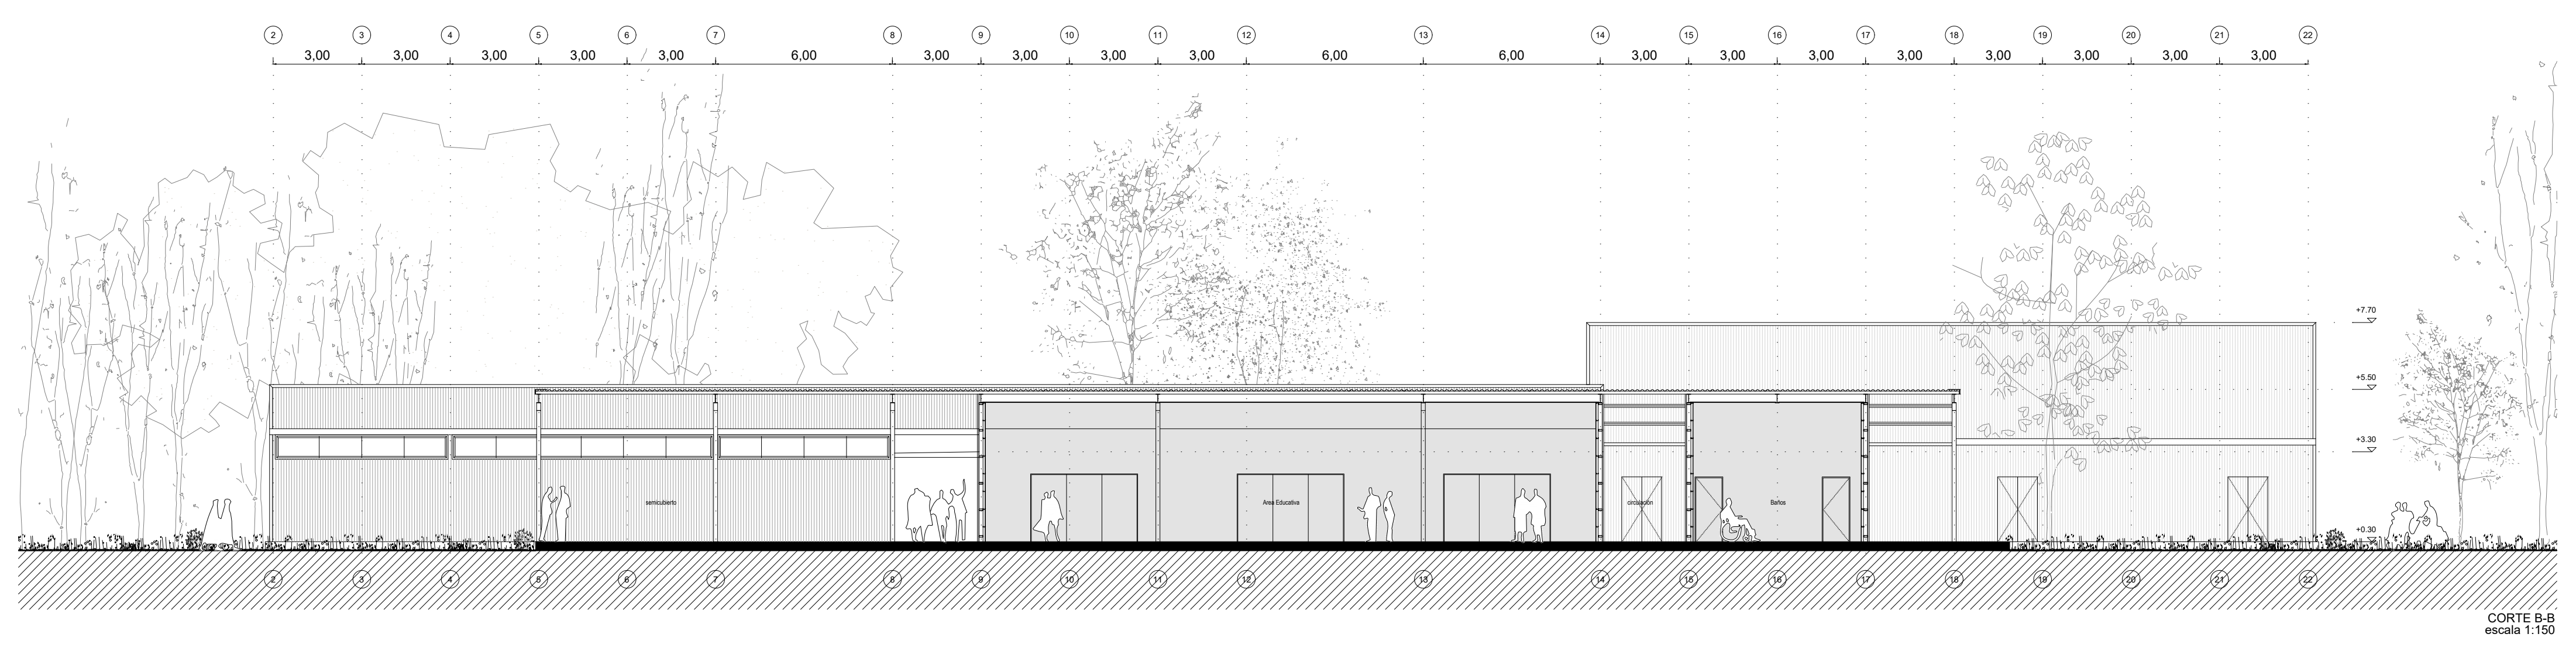 2 3 4 5 6 7 8 9 10 11 12 13 14 15 16 17 18 19 20 21 22
3,00 3,00 3,00 3,00 3,00 6,00 3,00 3,00 3,00 3,00 6,00 6,00 3,00 3,00 3,00 3,00 3,00 3,00 3,00 3,00
+7.70
+5.50
+3.30
semicubierto Area Educativa circulación Baños
+0.30
2 3 4 5 6 7 8 9 10 11 12 13 14 15 16 17 18 19 20 21 22
CORTE B-B
escala 1:150